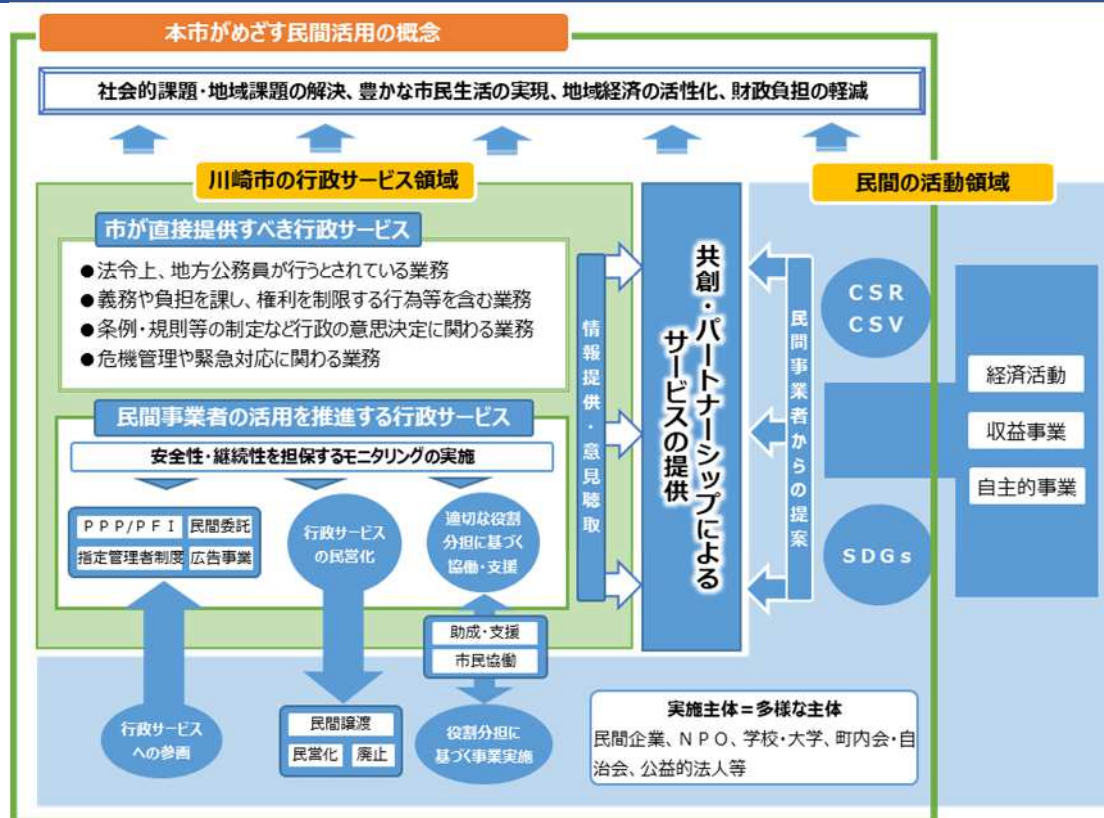 本市がめざす民間活用の概念
社会的課題・地域課題の解決、豊かな市民生活の実現、地域経済の活性化、財政負担の軽減
川崎市の行政サービス領域
民間の活動領域
市が直接提供すべき行政サービス
●法令上、地方公務員が行うとされている業務
●義務や負担を課し、権利を制限する行為等を含む業務
●条例・規則等の制定など行政の意思決定に関わる業務
●危機管理や緊急対応に関わる業務
民間事業者の活用を推進する行政サービス
安全性・継続性を担保するモニタリングの実施
ＰＰＰ/ＰＦＩ
民間委託
指定管理者制度
広告事業
行政サービス
の民営化
適切な役割
分担に基づく
協働・支援
助成・支援
市民協働
行政サービス
への参画
民間譲渡
民営化
廃止
役割分担に
基づく事業実施
情報提供・意見聴取
共創・パートナーシップによる
サービスの提供
民間事業者からの提案
ＣＳＲ
ＣＳＶ
ＳＤＧｓ
経済活動
収益事業
自主的事業
実施主体＝多様な主体
民間企業、ＮＰＯ、学校・大学、町内会・自
治会、公益的法人等